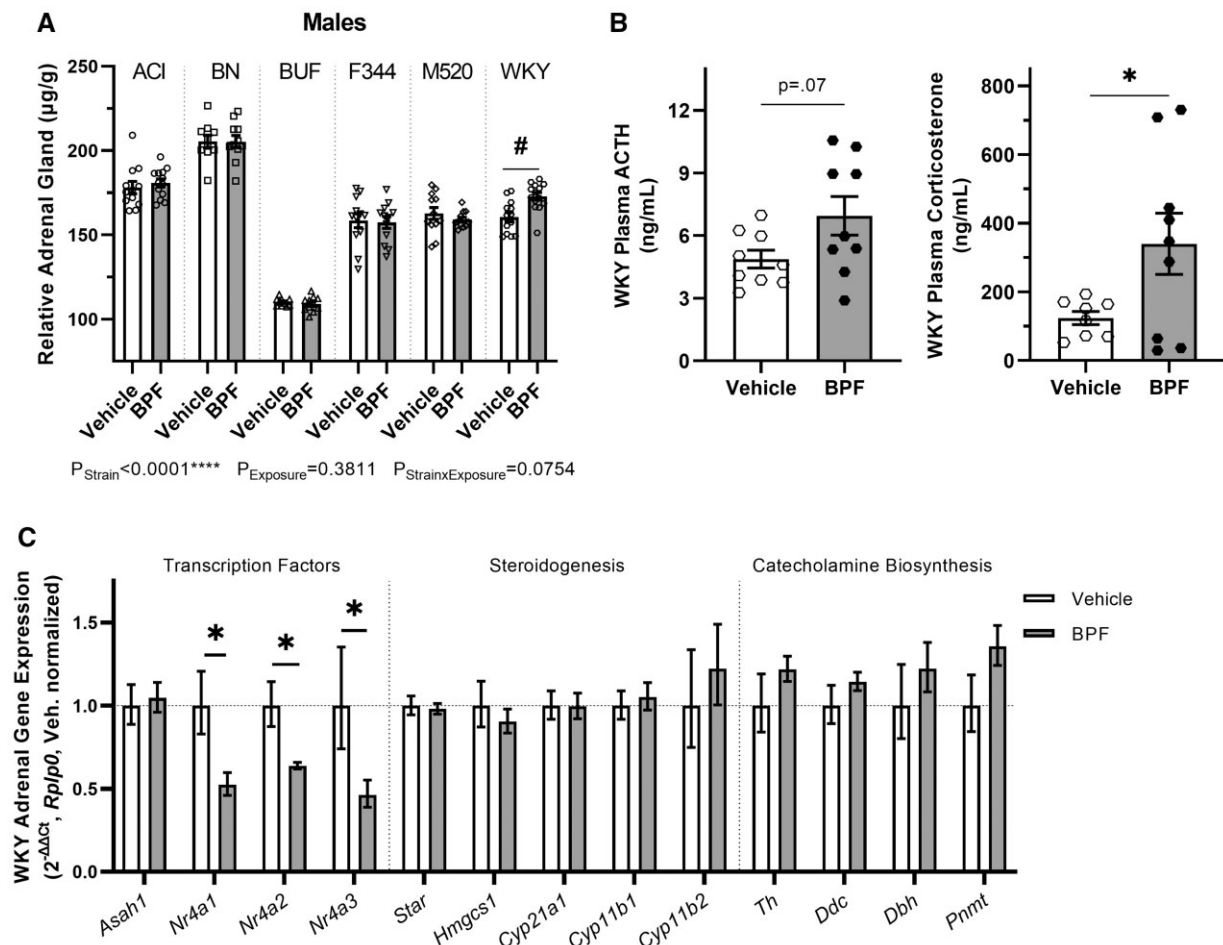 A
Males
ACI BN BUF F344 M520 WKY
Relative Adrenal Gland (µg/g)
250
200
150
100
#
Vehicle BPF Vehicle BPF Vehicle BPF Vehicle BPF Vehicle BPF Vehicle BPF
PStrain<0.0001**** PExposure=0.3811 PStrainxExposure=0.0754
B
WKY Plasma ACTH
(ng/mL)
12
9
6
3
0
p=.07
Vehicle BPF
WKY Plasma Corticosterone
(ng/mL)
800
600
400
200
0
*
Vehicle BPF
C
Transcription Factors Steroidogenesis Catecholamine Biosynthesis
WKY Adrenal Gene Expression
(2-ΔΔCt, Rplp0, Veh. normalized)
1.5
1.0
0.5
0.0
* * *
Vehicle
BPF
Asah1 Nr4a1 Nr4a2 Nr4a3 Star Hmgcs1 Cyp21a1 Cyp11b1 Cyp11b2 Th Ddc Dbh Pnmt